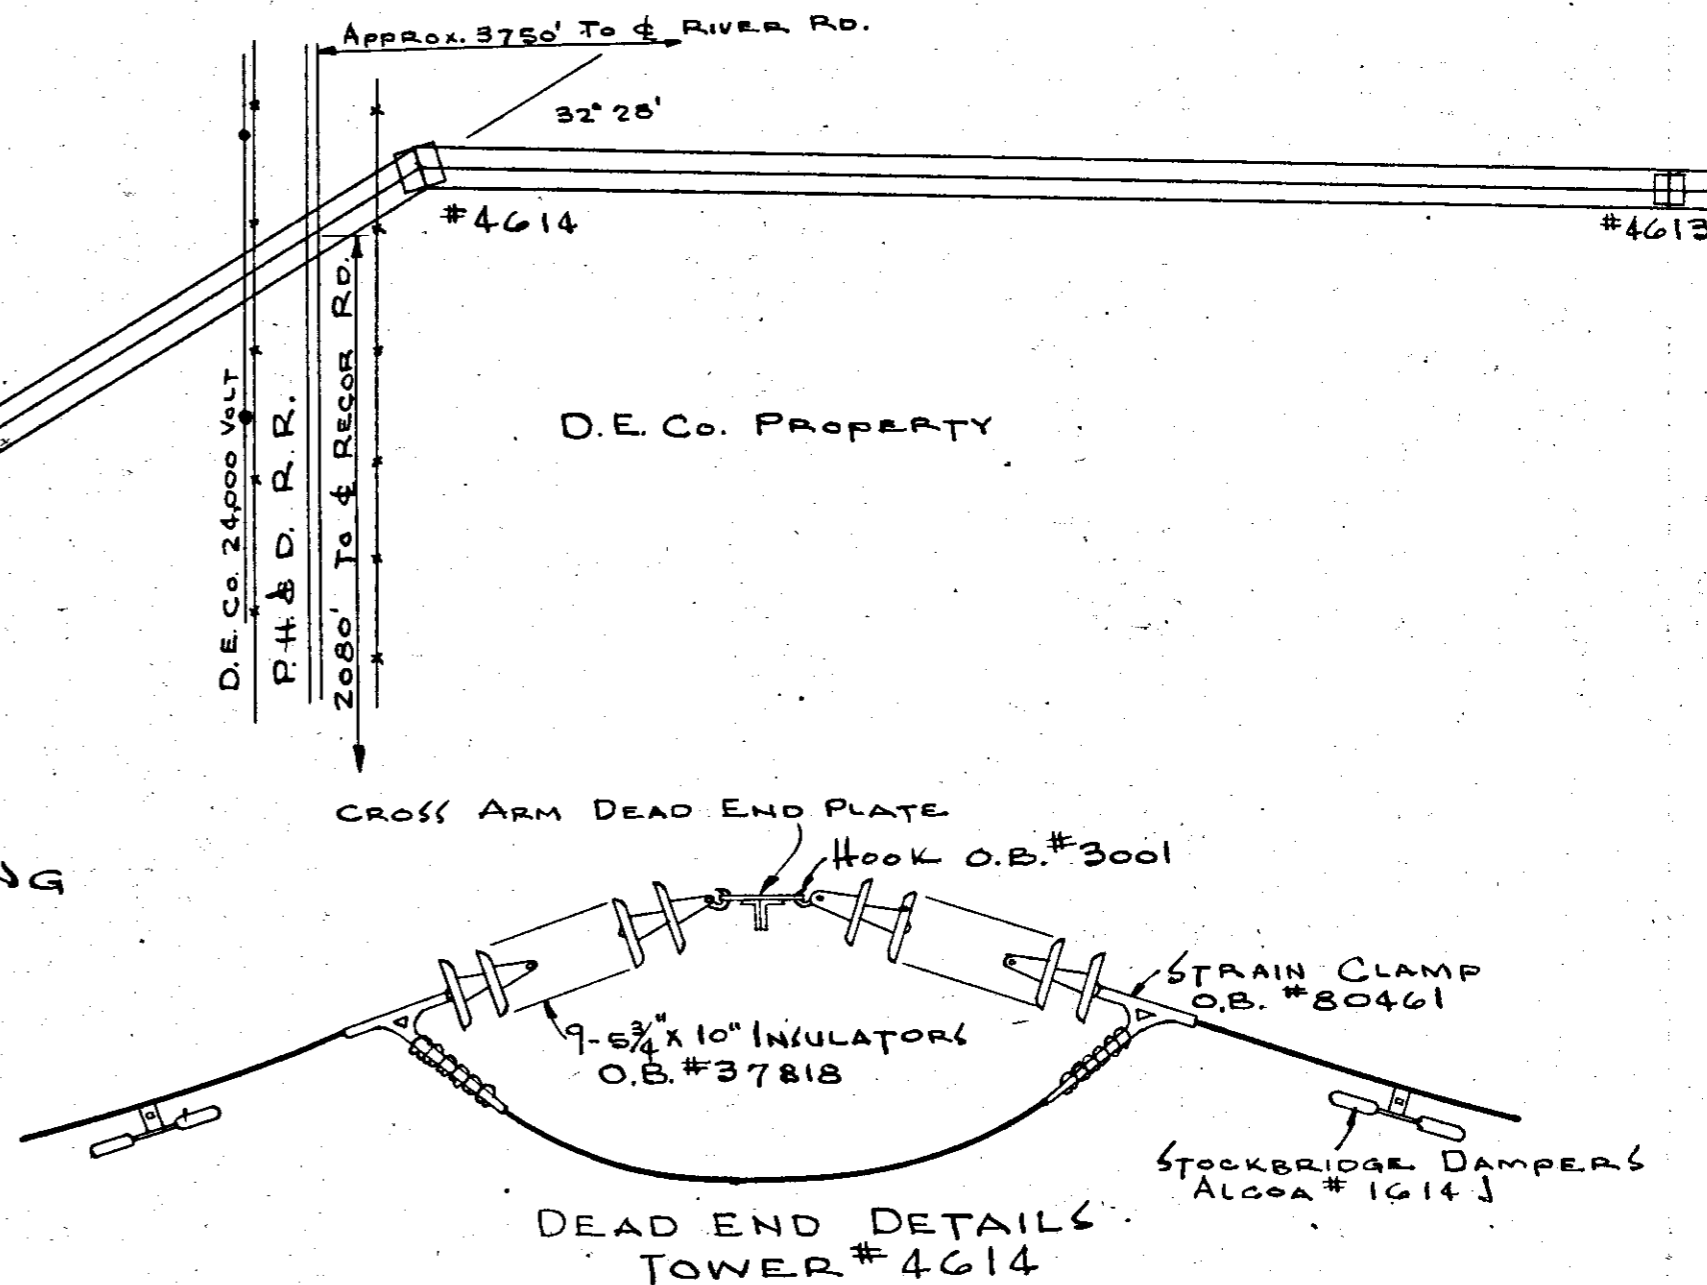 APPROX. 3750' TO ℄ RIVER RD.
32° 28'
#4614
#4613
D.E. CO. 24,000 VOLT
P.H. & D. R.R.
2080' TO ℄ RECOR RD.
D.E. CO. PROPERTY
CROSS ARM DEAD END PLATE
HOOK O.B. #3001
STRAIN CLAMP
O.B. #80461
9-5¾" X 10" INSULATORS
O.B. #37818
STOCKBRIDGE DAMPERS
ALCOA # 1614 J
DEAD END DETAILS
TOWER #4614